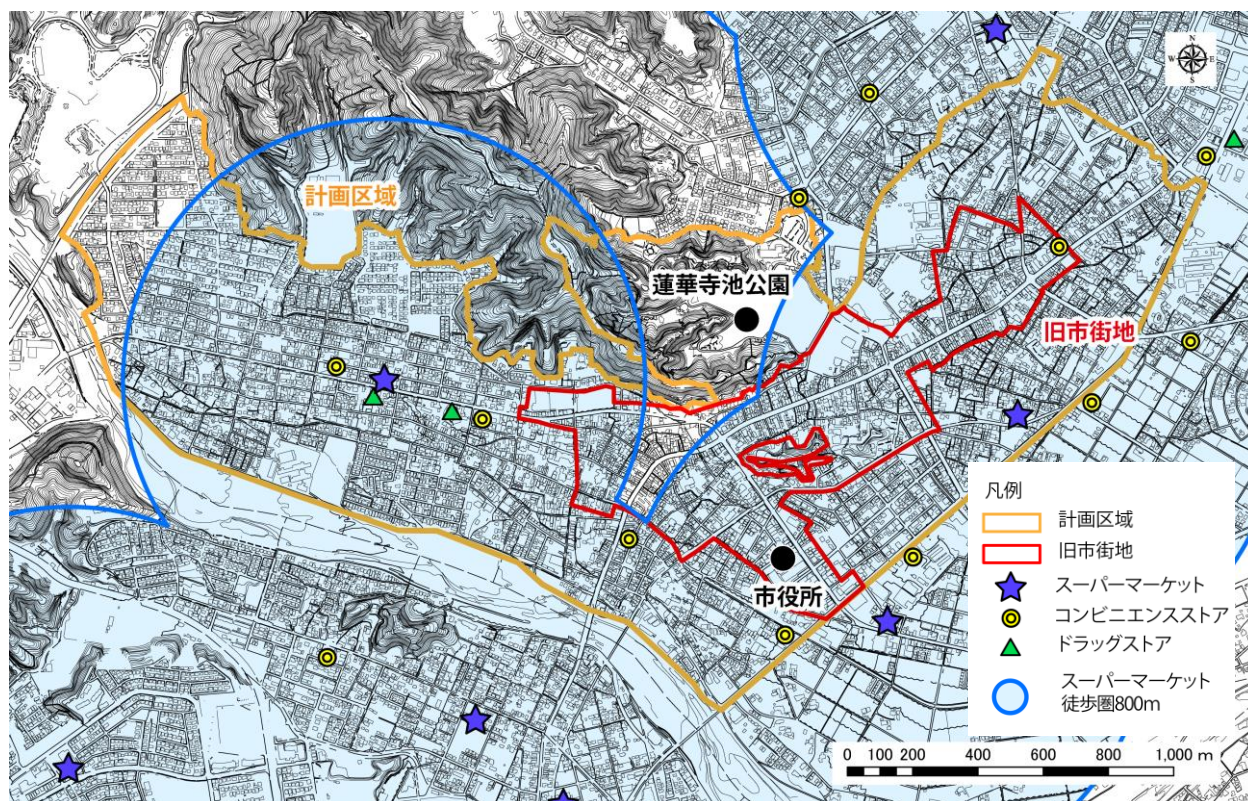 N
W
E
S
計画区域
蓮華寺池公園
旧市街地
市役所
凡例
計画区域
旧市街地
スーパーマーケット
コンビニエンスストア
ドラッグストア
スーパーマーケット
徒歩圏800m
0 100 200 400 600 800 1,000 m